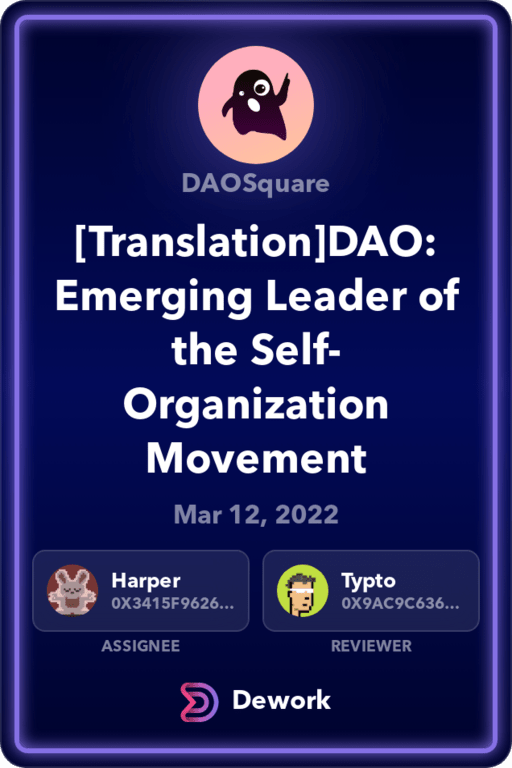 DAOSquare
[Translation]DAO:
Emerging Leader of
the Self-
Organization
Movement
Mar 12, 2022
Harper
0X3415F9626...
ASSIGNEE
Typto
0X9AC9C636...
REVIEWER
Dework